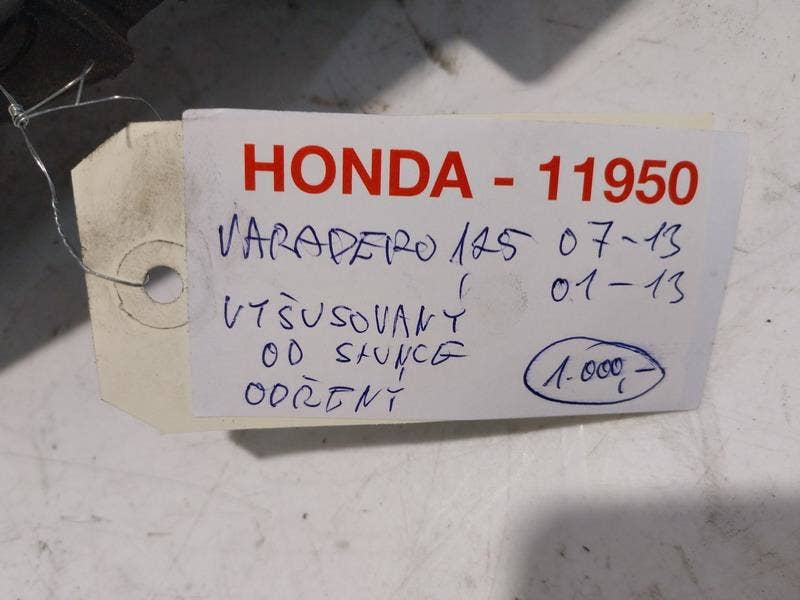 HONDA - 11950
VARADERO 125 07-13
01-13
VYŠUSOVANÝ
OD SLUNCE
ODŘENÝ
1.000,-